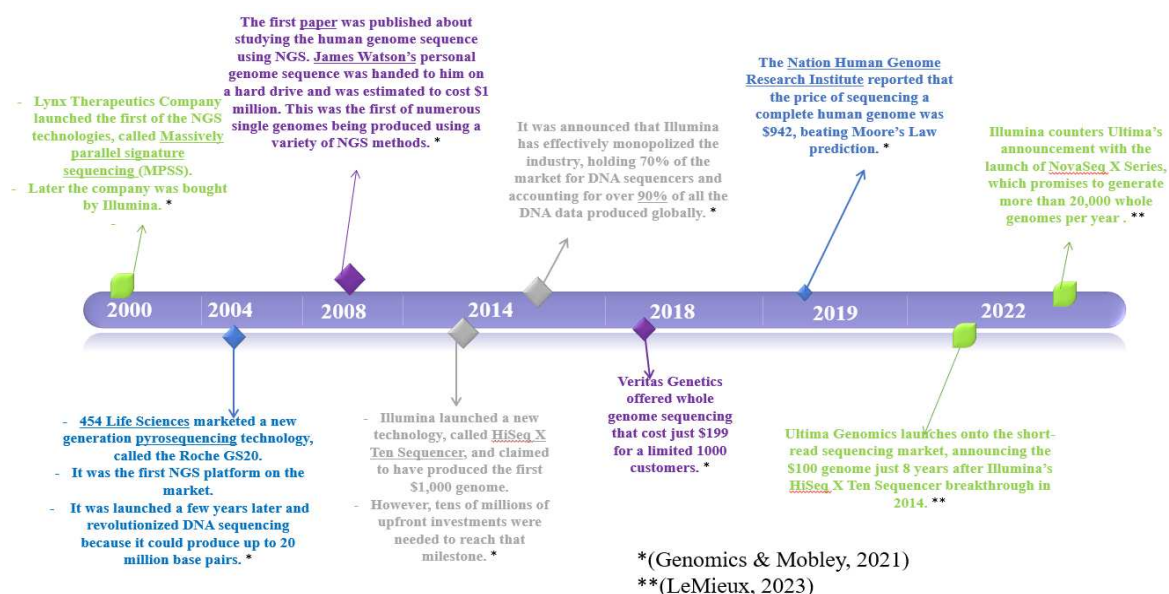 - Lynx Therapeutics Company
launched the first of the NGS
technologies, called Massively
parallel signature
sequencing (MPSS).
- Later the company was bought
by Illumina. *
-
The first paper was published about
studying the human genome sequence
using NGS. James Watson's personal
genome sequence was handed to him on
a hard drive and was estimated to cost $1
million. This was the first of numerous
single genomes being produced using a
variety of NGS methods. *
It was announced that Illumina
has effectively monopolized the
industry, holding 70% of the
market for DNA sequencers and
accounting for over 90% of all the
DNA data produced globally. *
The Nation Human Genome
Research Institute reported that
the price of sequencing a
complete human genome was
$942, beating Moore's Law
prediction. *
Illumina counters Ultima's
announcement with the
launch of NovaSeq X Series,
which promises to generate
more than 20,000 whole
genomes per year . **
2000 2004 2008 2014 2018 2019 2022
- 454 Life Sciences marketed a new
generation pyrosequencing technology,
called the Roche GS20.
- It was the first NGS platform on the
market.
- It was launched a few years later and
revolutionized DNA sequencing
because it could produce up to 20
million base pairs. *
- Illumina launched a new
technology, called HiSeq X
Ten Sequencer, and claimed
to have produced the first
$1,000 genome.
- However, tens of millions of
upfront investments were
needed to reach that
milestone. *
Veritas Genetics
offered whole
genome sequencing
that cost just $199
for a limited 1000
customers. *
Ultima Genomics launches onto the short-
read sequencing market, announcing the
$100 genome just 8 years after Illumina's
HiSeq X Ten Sequencer breakthrough in
2014. **
*(Genomics & Mobley, 2021)
**(LeMieux, 2023)